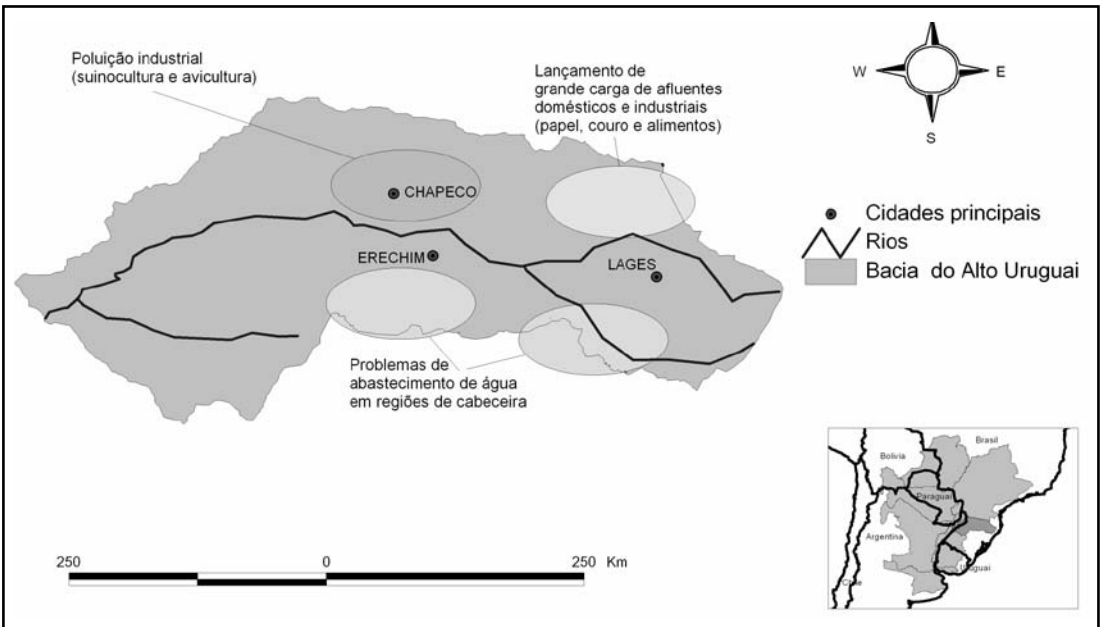 Poluição industrial
(suinocultura e avicultura)
Lançamento de
grande carga de afluentes
domésticos e industriais
(papel, couro e alimentos)
W
E
S
CHAPECO
ERECHIM
LAGES
Cidades principais
Rios
Bacia do Alto Uruguai
Problemas de
abastecimento de água
em regiões de cabeceira
Bolivia
Brasil
Paraguai
Argentina
Uruguai
250
0
250 Km